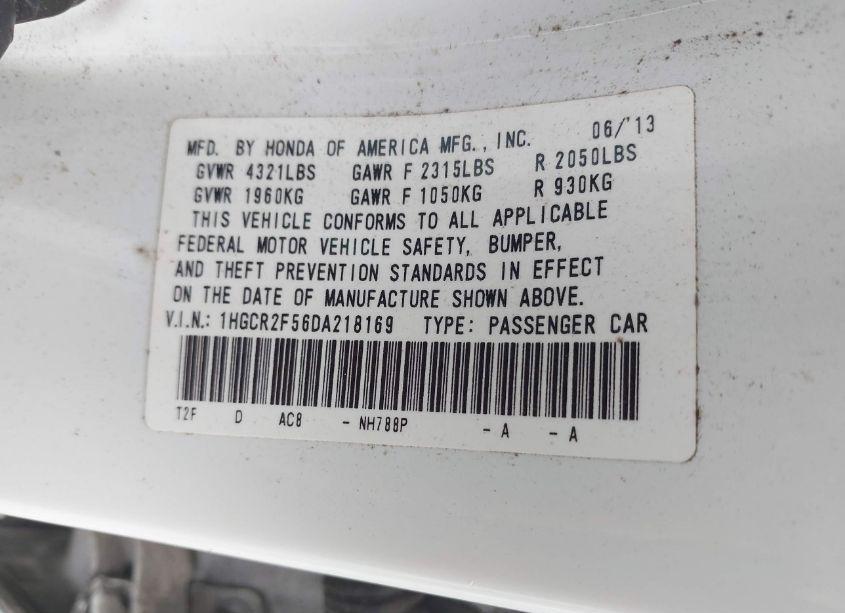 MFD. BY HONDA OF AMERICA MFG., INC. 06/'13
GVWR 4321LBS GAWR F 2315LBS R 2050LBS
GVWR 1960KG GAWR F 1050KG R 930KG
THIS VEHICLE CONFORMS TO ALL APPLICABLE
FEDERAL MOTOR VEHICLE SAFETY, BUMPER,
AND THEFT PREVENTION STANDARDS IN EFFECT
ON THE DATE OF MANUFACTURE SHOWN ABOVE.
V.I.N.: 1HGCR2F56DA218169 TYPE: PASSENGER CAR
T2F D AC8 - NH788P - A - A